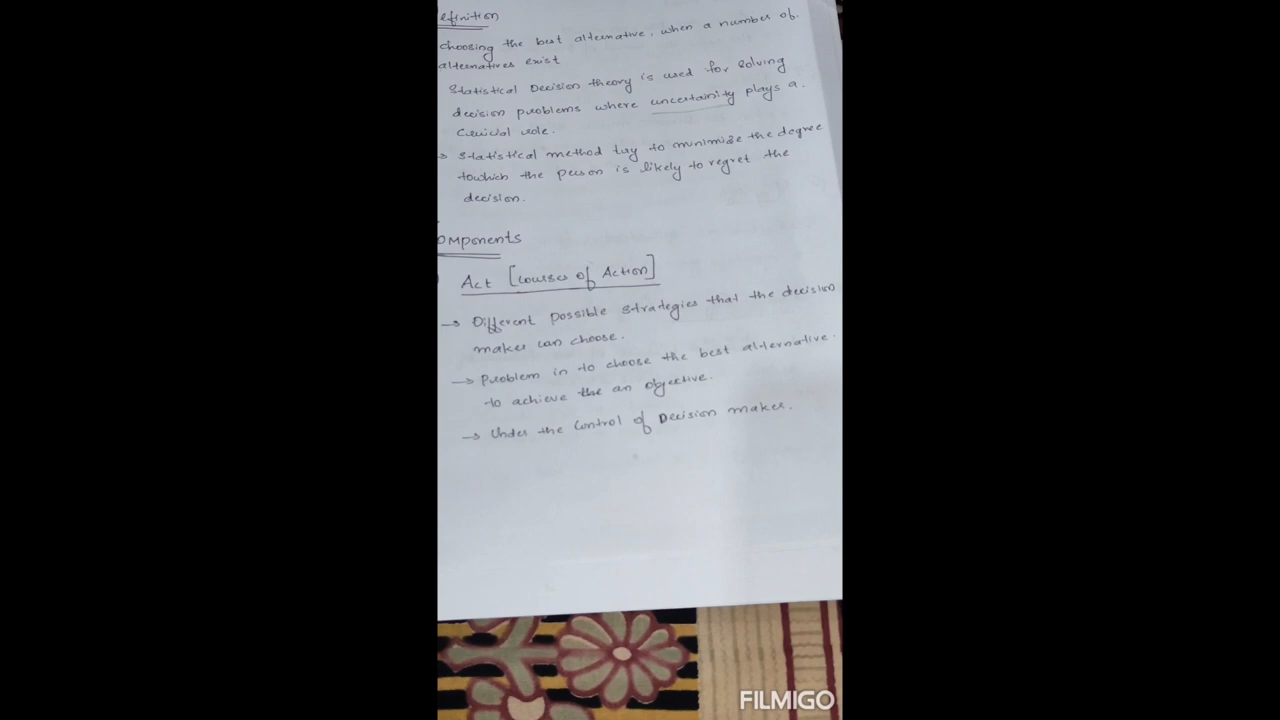 efinition
choosing the best alternative, when a number of
alternatives exist
Statistical Decision theory is used for solving
decision problems where uncertainity plays a
Crucial role.
→ Statistical method try to minimize the degree
towhich the person is likely to regret the
decision.
omponents
Act [courses of Action]
→ Different possible strategies that the decision
maker can choose.
→ Problem in to choose the best alternative.
to achieve the an objective.
→ Under the Control of Decision maker.
FILMIGO